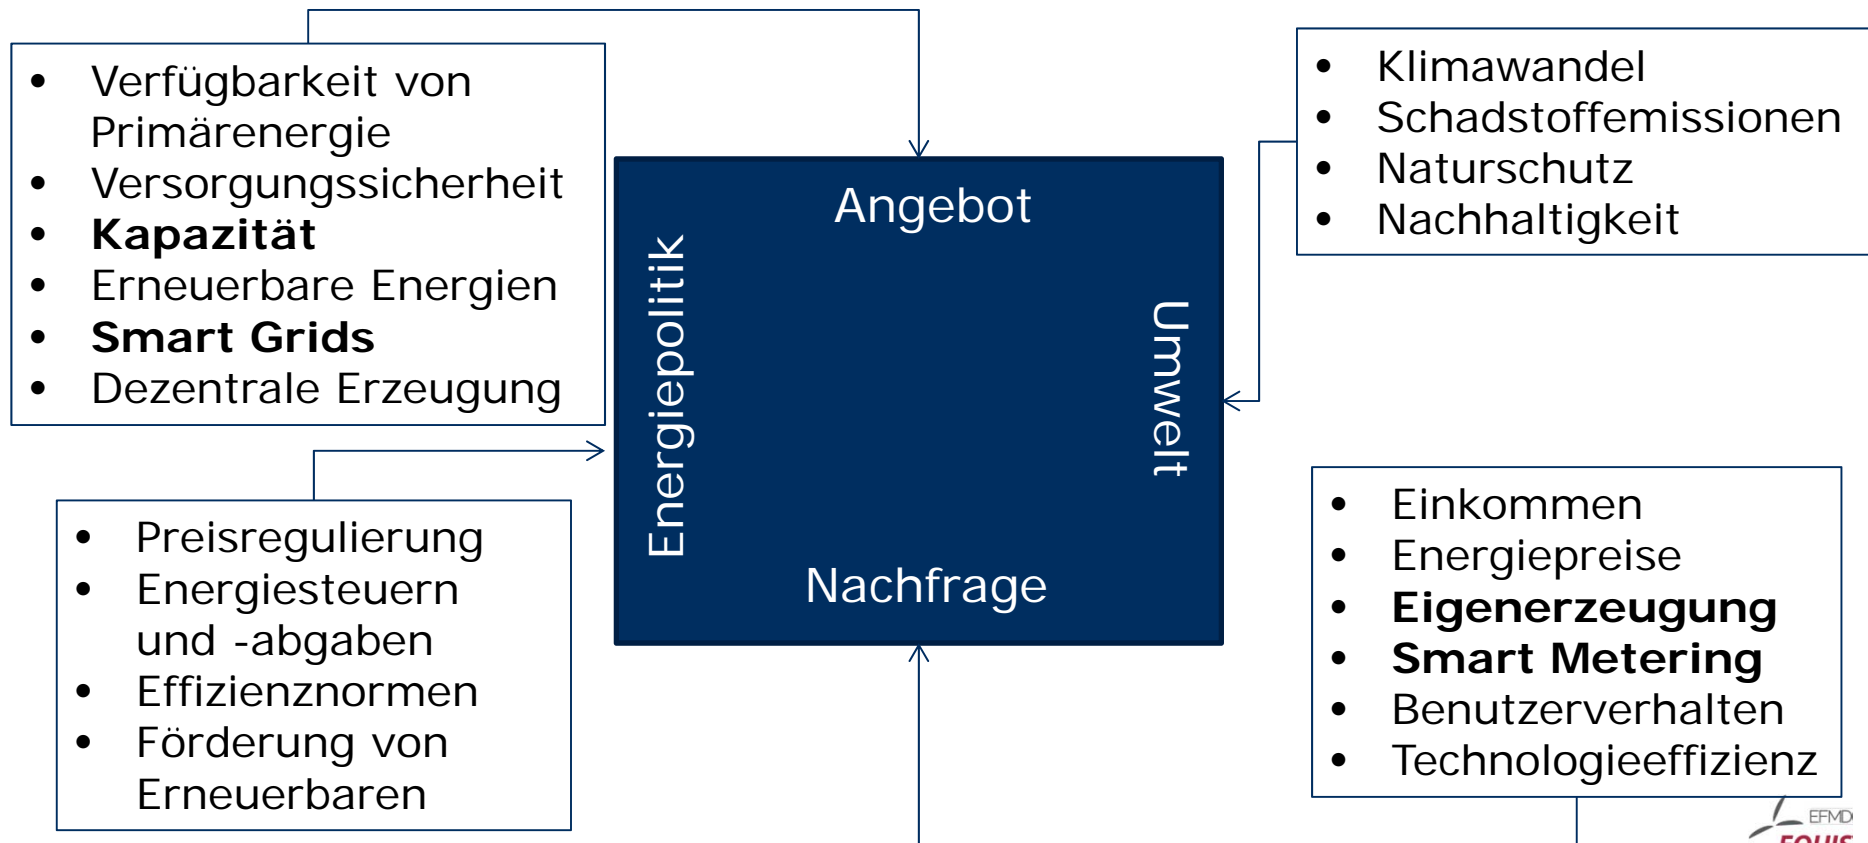 • Verfügbarkeit von
Primärenergie
• Versorgungssicherheit
• Kapazität
• Erneuerbare Energien
• Smart Grids
• Dezentrale Erzeugung
• Preisregulierung
• Energiesteuern
und -abgaben
• Effizienznormen
• Förderung von
Erneuerbaren
Angebot
Energiepolitik
Umwelt
Nachfrage
• Klimawandel
• Schadstoffemissionen
• Naturschutz
• Nachhaltigkeit
• Einkommen
• Energiepreise
• Eigenerzeugung
• Smart Metering
• Benutzerverhalten
• Technologieeffizienz
EFMD
EQUIS